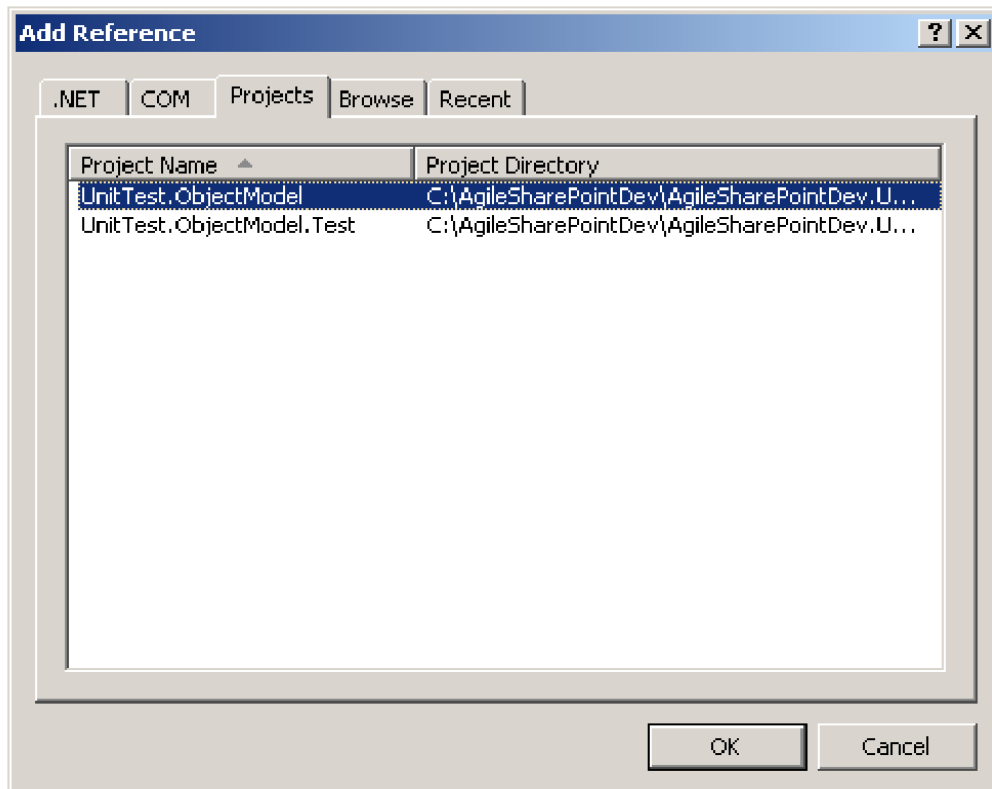 Add Reference
.NET COM Projects Browse Recent
Project Name Project Directory
UnitTest.ObjectModel C:\AgileSharePointDev\AgileSharePointDev.U...
UnitTest.ObjectModel.Test C:\AgileSharePointDev\AgileSharePointDev.U...
OK Cancel